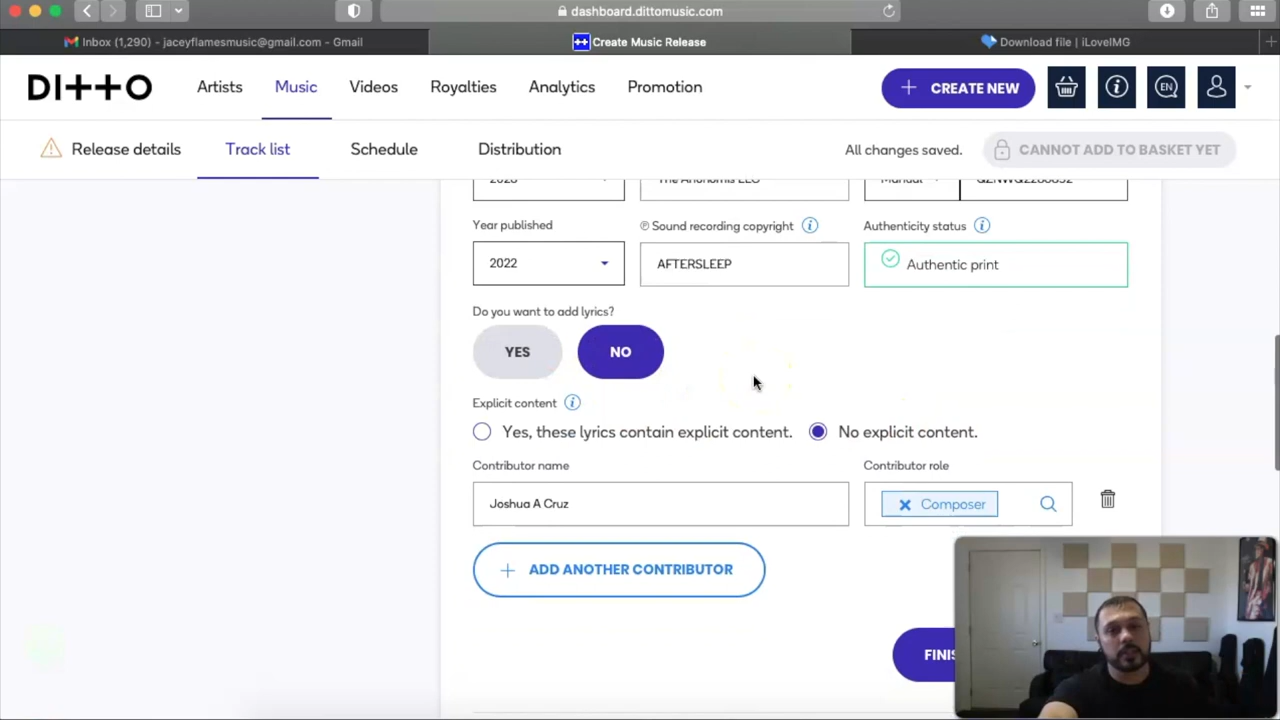 Inbox (1,290) - jaceyflamesmusic@gmail.com - Gmail
dashboard.dittomusic.com
Create Music Release
Download file | iLoveIMG
DITTO
Artists
Music
Videos
Royalties
Analytics
Promotion
CREATE NEW
EN
Release details
Track list
Schedule
Distribution
All changes saved.
CANNOT ADD TO BASKET YET
Manual
Year published
℗ Sound recording copyright
Authenticity status
2022
AFTERSLEEP
Authentic print
Do you want to add lyrics?
YES
NO
Explicit content
Yes, these lyrics contain explicit content.
No explicit content.
Contributor name
Contributor role
Joshua A Cruz
Composer
ADD ANOTHER CONTRIBUTOR